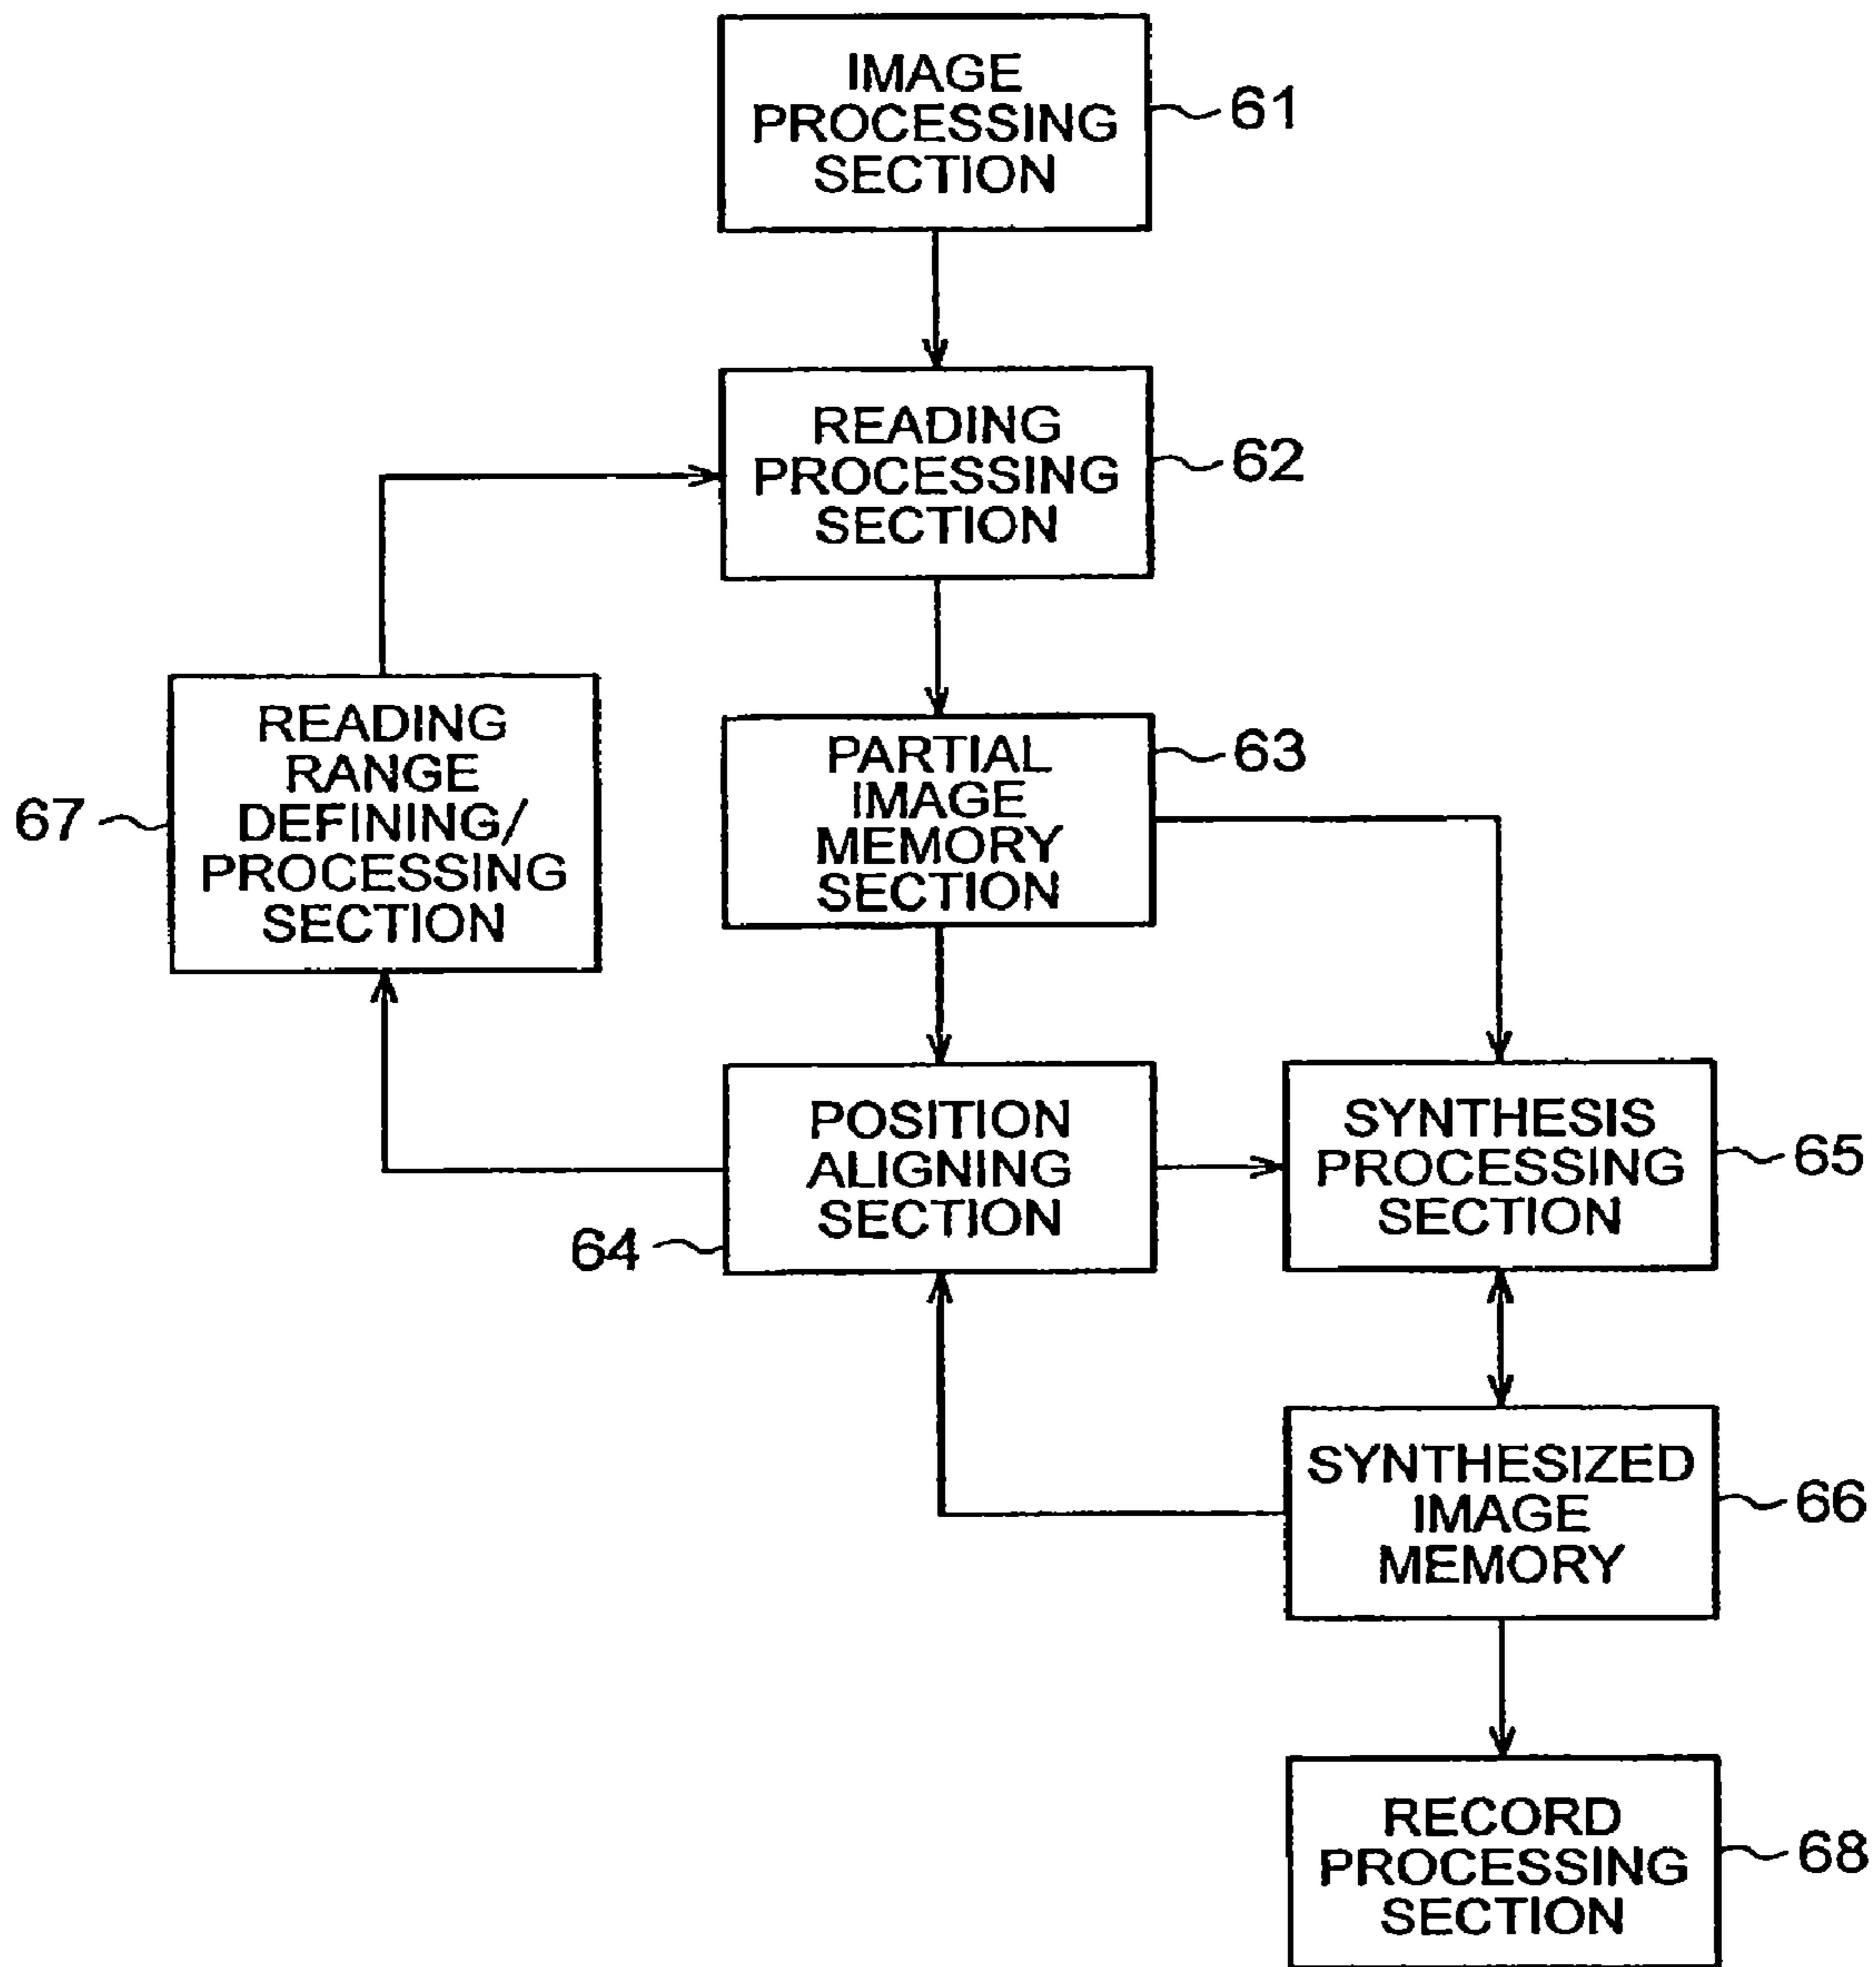 IMAGE
PROCESSING
SECTION
61
READING
PROCESSING
SECTION
62
READING
RANGE
DEFINING/
PROCESSING
SECTION
67
PARTIAL
IMAGE
MEMORY
SECTION
63
POSITION
ALIGNING
SECTION
64
SYNTHESIS
PROCESSING
SECTION
65
SYNTHESIZED
IMAGE
MEMORY
66
RECORD
PROCESSING
SECTION
68